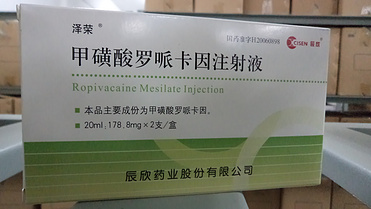 泽荣
国药准字H20060898
CISEN 辰欣
甲磺酸罗哌卡因注射液
Ropivacaine Mesilate Injection
■ 本品主要成份为甲磺酸罗哌卡因。
■ 20ml:178.8mg×2支/盒
辰欣药业股份有限公司